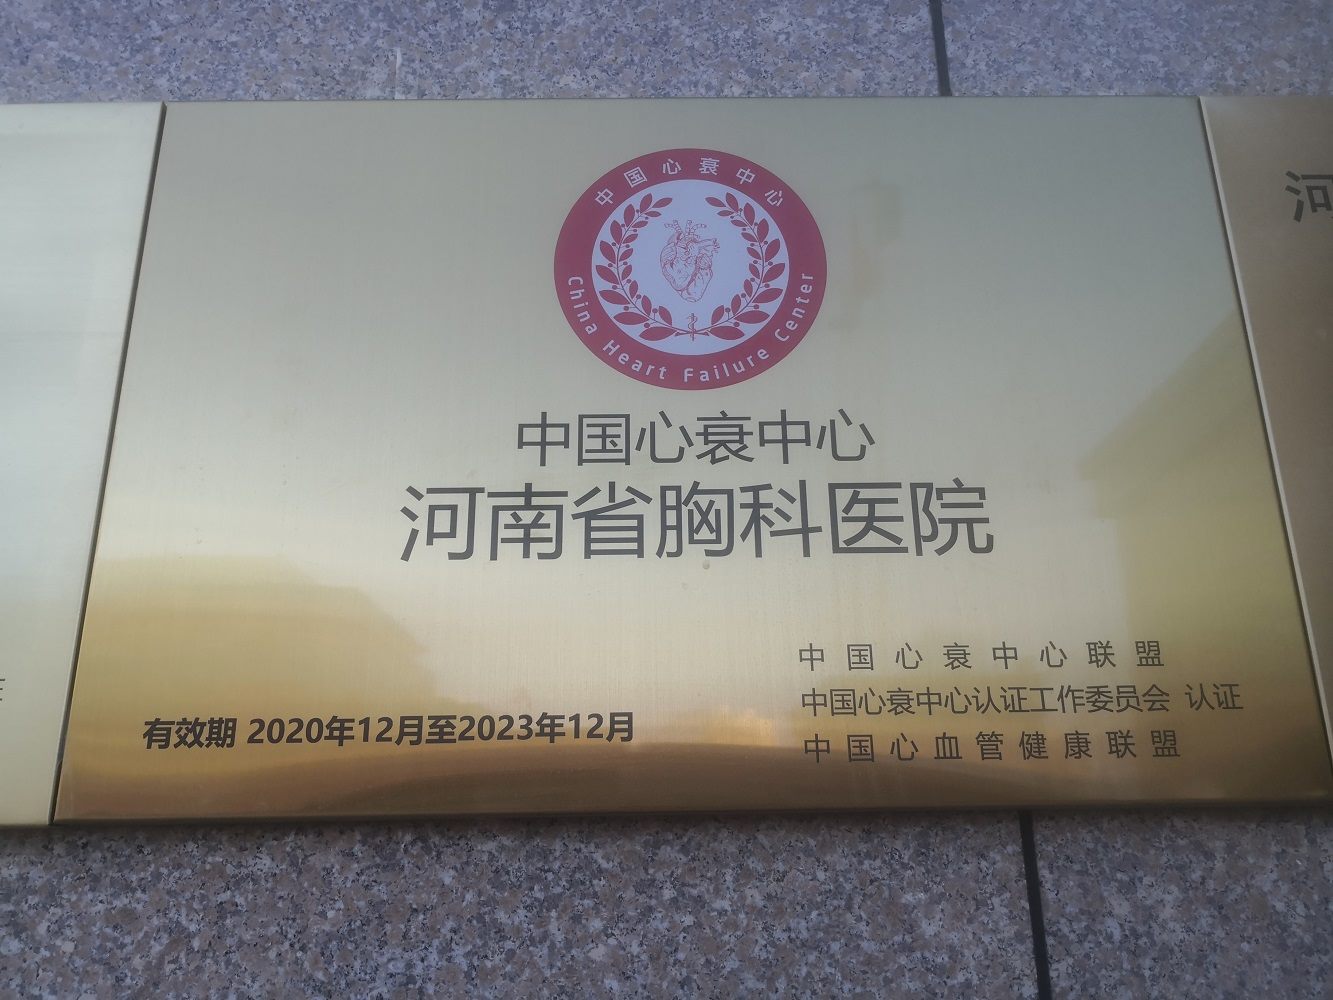 中国心衰中心
China Heart Failure Center
中国心衰中心
河南省胸科医院
中国心衰中心联盟
中国心衰中心认证工作委员会 认证
中国心血管健康联盟
有效期 2020年12月至2023年12月
河